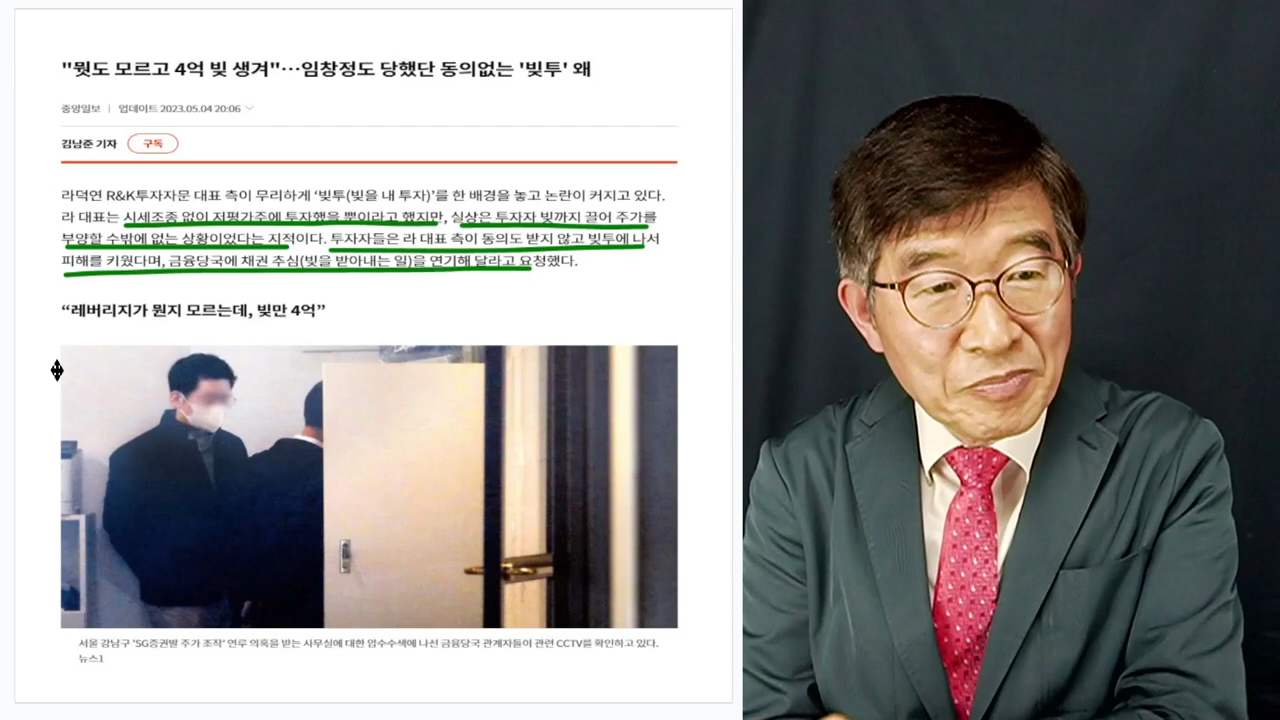 "뭣도 모르고 4억 빚 생겨"…임창정도 당했단 동의없는 '빚투' 왜
중앙일보 | 업데이트 2023.05.04 20:06
김남준 기자 구독
라덕연 R&K투자자문 대표 측이 무리하게 ‘빚투(빚을 내 투자)’를 한 배경을 놓고 논란이 커지고 있다.
라 대표는 시세조종 없이 저평가주에 투자했을 뿐이라고 했지만, 실상은 투자자 빚까지 끌어 주가를
부양할 수밖에 없는 상황이었다는 지적이다. 투자자들은 라 대표 측이 동의도 받지 않고 빚투에 나서
피해를 키웠다며, 금융당국에 채권 추심(빚을 받아내는 일)을 연기해 달라고 요청했다.
“레버리지가 뭔지 모르는데, 빚만 4억”
서울 강남구 'SG증권발 주가 조작' 연루 의혹을 받는 사무실에 대한 압수수색에 나선 금융당국 관계자들이 관련 CCTV를 확인하고 있다.
뉴스1